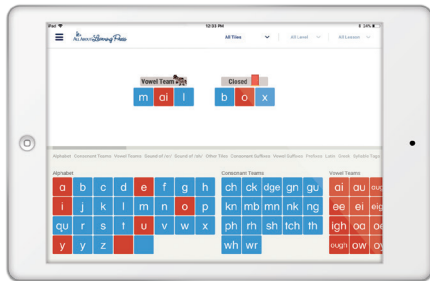 iPad 12:35 PM 24%
All About Learning Press
All Tiles All Level All Lesson
Vowel Team Closed
m ai l b o x
Alphabet Consonant Teams Vowel Teams Sound of /er/ Sound of /sh/ Other Tiles Consonant Suffixes Vowel Suffixes Prefixes Latin Greek Syllable Tags
Alphabet Consonant Teams Vowel Teams
a b c d e f g h ch ck dge gn gu ai au
i j k l m n o p kn mb mn nk ng ee ei
qu r s t u v w x ph rh sh tch th igh oa
y y z wh wr ough ow